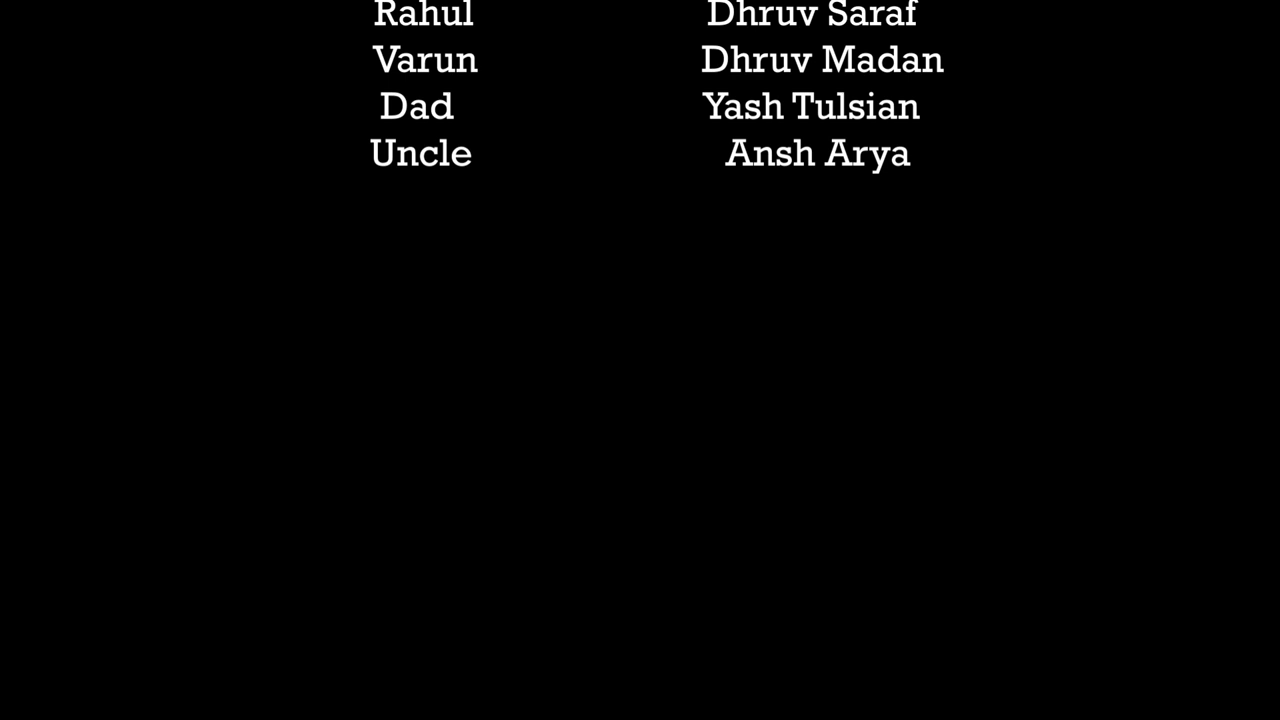 Rahul Dhruv Saraf
Varun Dhruv Madan
Dad Yash Tulsian
Uncle Ansh Arya